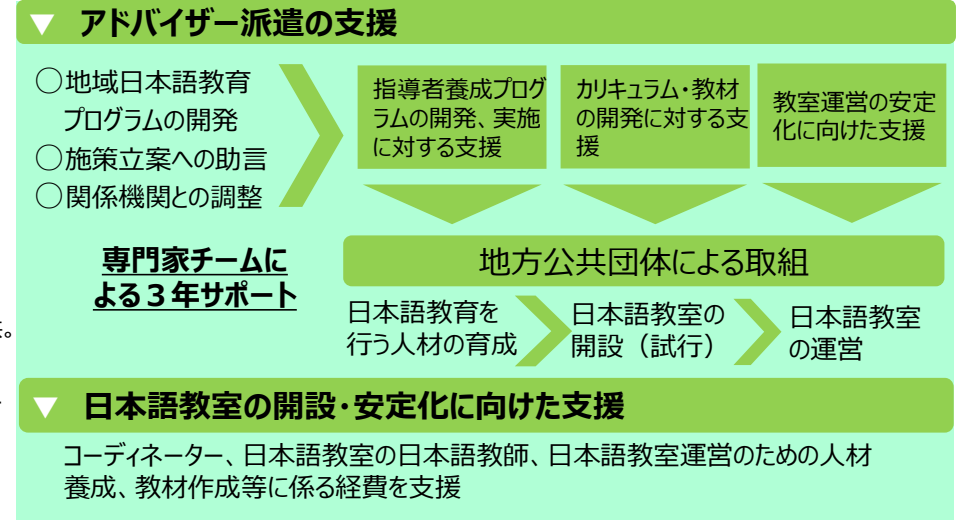 ▼ アドバイザー派遣の支援
○地域日本語教育
プログラムの開発
○施策立案への助言
○関係機関との調整
指導者養成プログ
ラムの開発、実施
に対する支援
カリキュラム・教材
の開発に対する支
援
教室運営の安定
化に向けた支援
専門家チームに
よる3年サポート
地方公共団体による取組
日本語教育を
行う人材の育成
日本語教室の
開設（試行）
日本語教室
の運営
。
▼ 日本語教室の開設・安定化に向けた支援
コーディネーター、日本語教室の日本語教師、日本語教室運営のための人材
養成、教材作成等に係る経費を支援